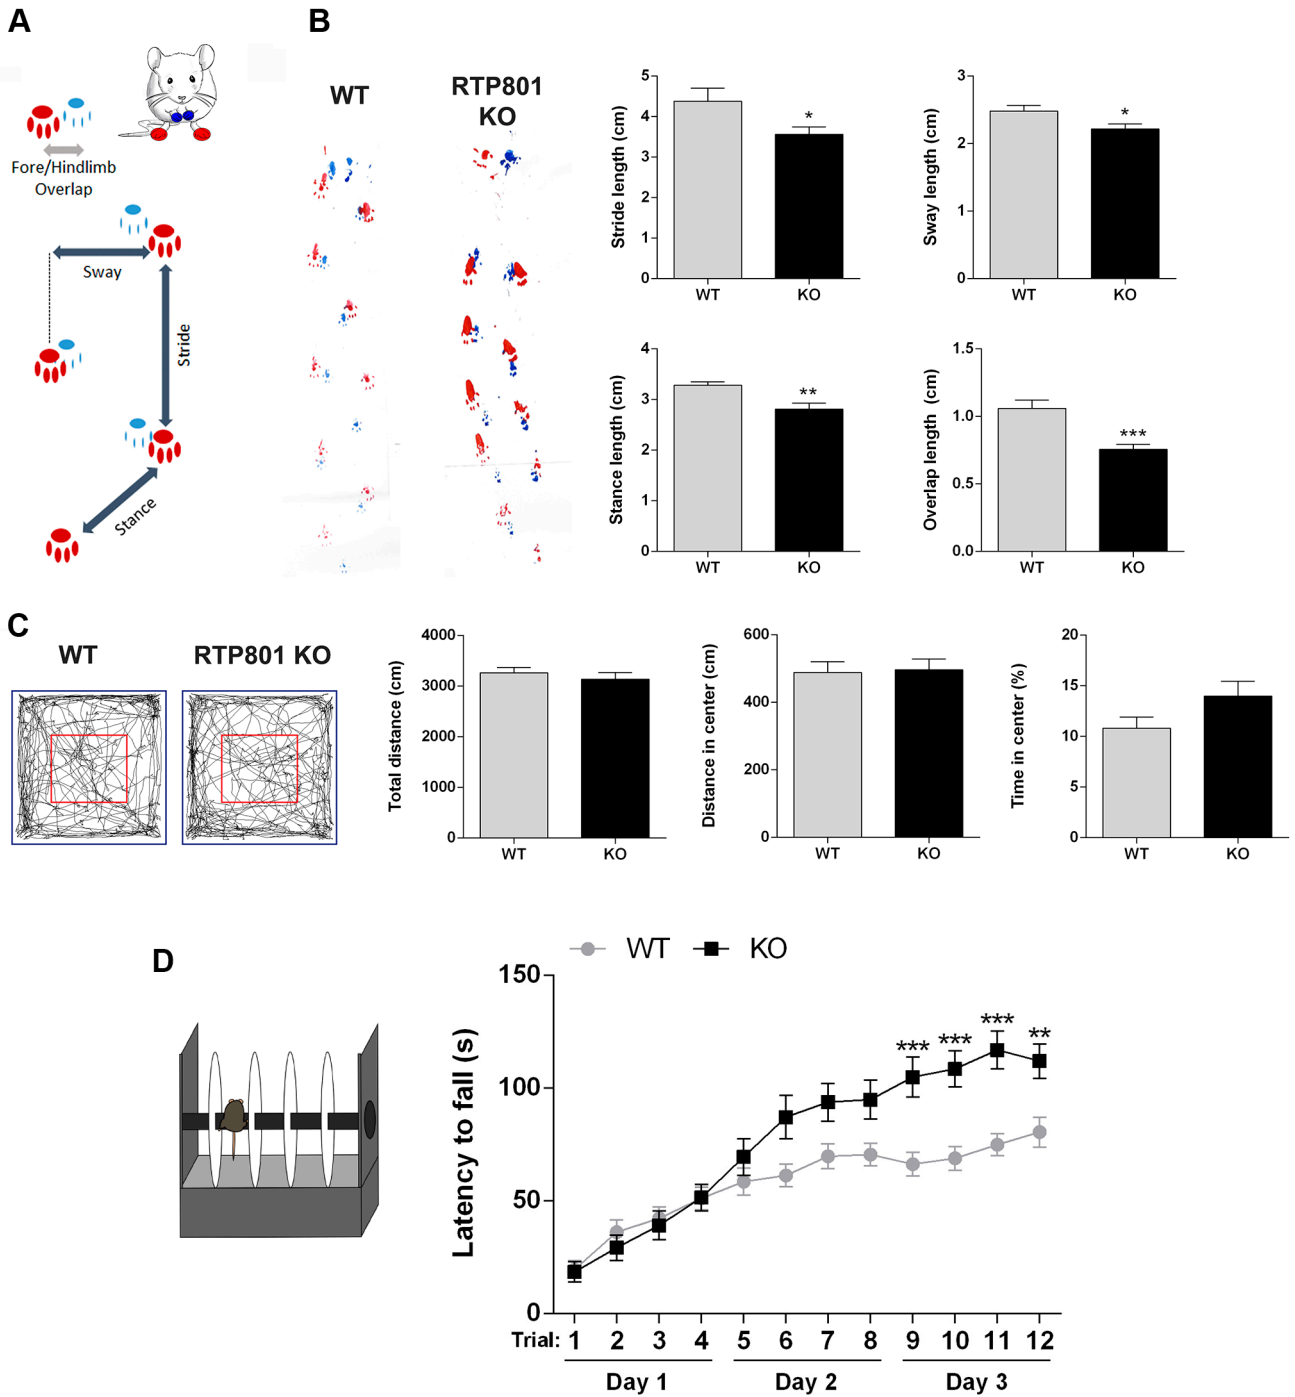 A
Fore/Hindlimb
Overlap
Sway
Stride
Stance
B
WT
RTP801
KO
Stride length (cm)
5
4
3
2
1
0
WT
KO
*
Sway length (cm)
3
2
1
0
WT
KO
*
Stance length (cm)
4
3
2
1
0
WT
KO
**
Overlap length (cm)
1.5
1.0
0.5
0.0
WT
KO
***
C
WT
RTP801 KO
Total distance (cm)
4000
3000
2000
1000
0
WT
KO
Distance in center (cm)
600
400
200
0
WT
KO
Time in center (%)
20
15
10
5
0
WT
KO
D
WT
KO
Latency to fall (s)
150
100
50
0
*** *** *** **
Trial: 1 2 3 4 5 6 7 8 9 10 11 12
Day 1 Day 2 Day 3